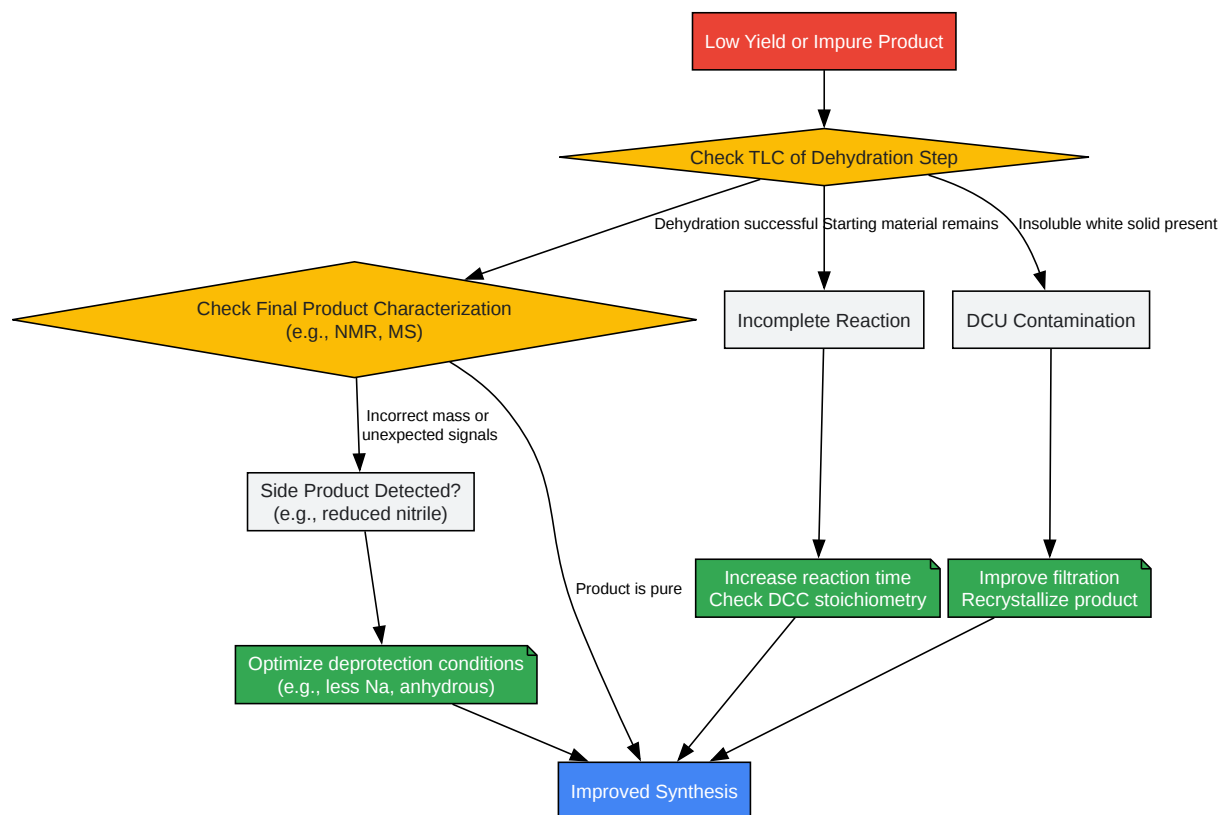 Low Yield or Impure Product
Check TLC of Dehydration Step
Dehydration successful
Starting material remains
Insoluble white solid present
Check Final Product Characterization
(e.g., NMR, MS)
Incomplete Reaction
DCU Contamination
Incorrect mass or
unexpected signals
Side Product Detected?
(e.g., reduced nitrile)
Product is pure
Increase reaction time
Check DCC stoichiometry
Improve filtration
Recrystallize product
Optimize deprotection conditions
(e.g., less Na, anhydrous)
Improved Synthesis